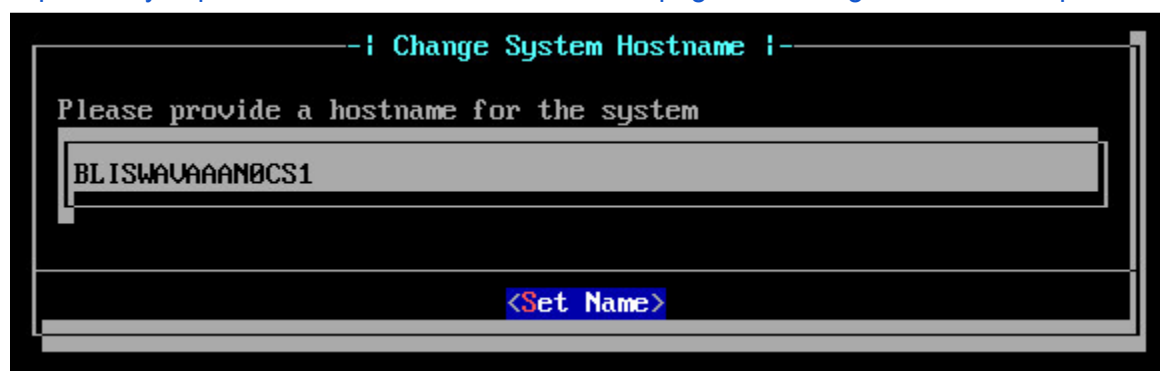 -| Change System Hostname |-
Please provide a hostname for the system
BLISWAVAAAN0CS1
<Set Name>